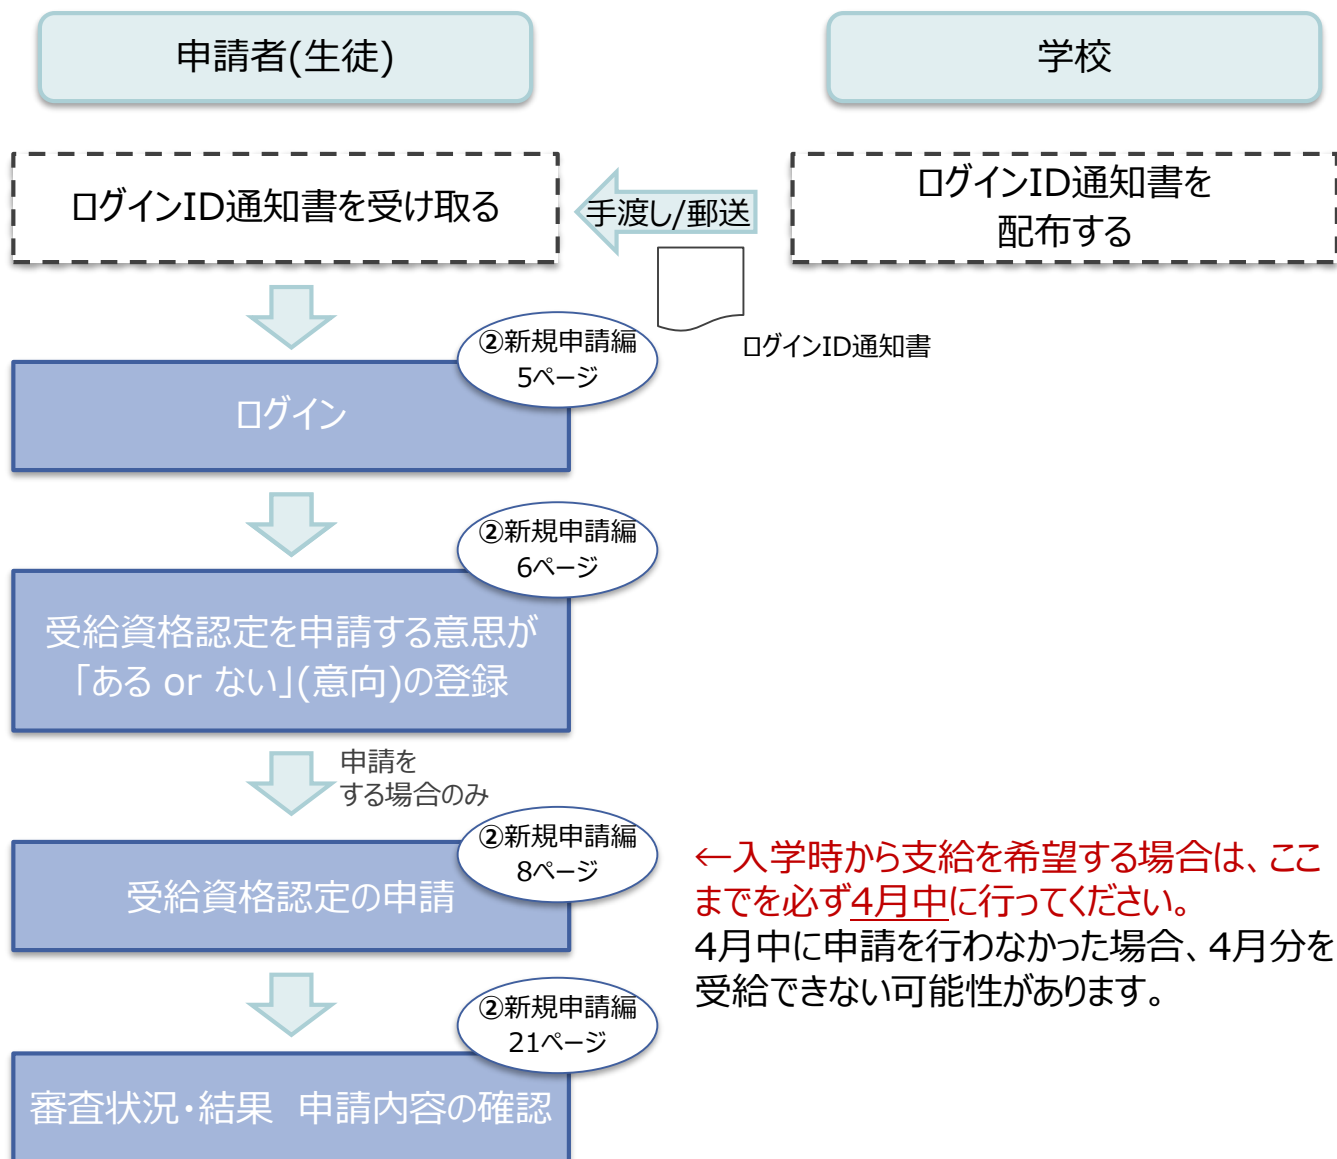 申請者(生徒)
学校
ログインID通知書を受け取る
手渡し/郵送
ログインID通知書を
配布する
ログインID通知書
②新規申請編
5ページ
ログイン
②新規申請編
6ページ
受給資格認定を申請する意思が
「ある or ない」(意向)の登録
申請を
する場合のみ
②新規申請編
8ページ
受給資格認定の申請
←入学時から支給を希望する場合は、ここ
までを必ず4月中に行ってください。
4月中に申請を行わなかった場合、4月分を
受給できない可能性があります。
②新規申請編
21ページ
審査状況・結果　申請内容の確認